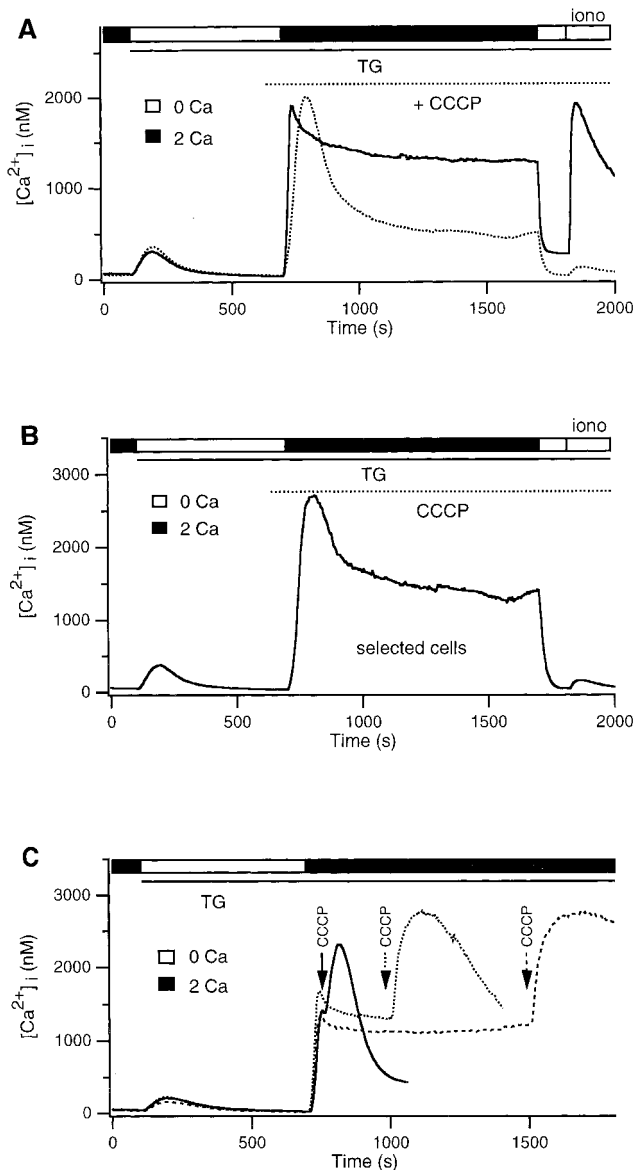 A
iono
TG
+ CCCP
0 Ca
2 Ca
[Ca2+]i (nM)
2000
1000
0
0 500 1000 1500 2000
Time (s)
B
iono
TG
CCCP
0 Ca
2 Ca
selected cells
[Ca2+]i (nM)
3000
2000
1000
0
0 500 1000 1500 2000
Time (s)
C
TG
CCCP
CCCP
CCCP
0 Ca
2 Ca
[Ca2+]i (nM)
3000
2000
1000
0
0 500 1000 1500
Time (s)